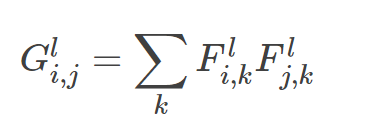 $G^l_{i,j} = \sum_k F^l_{i,k} F^l_{j,k}$